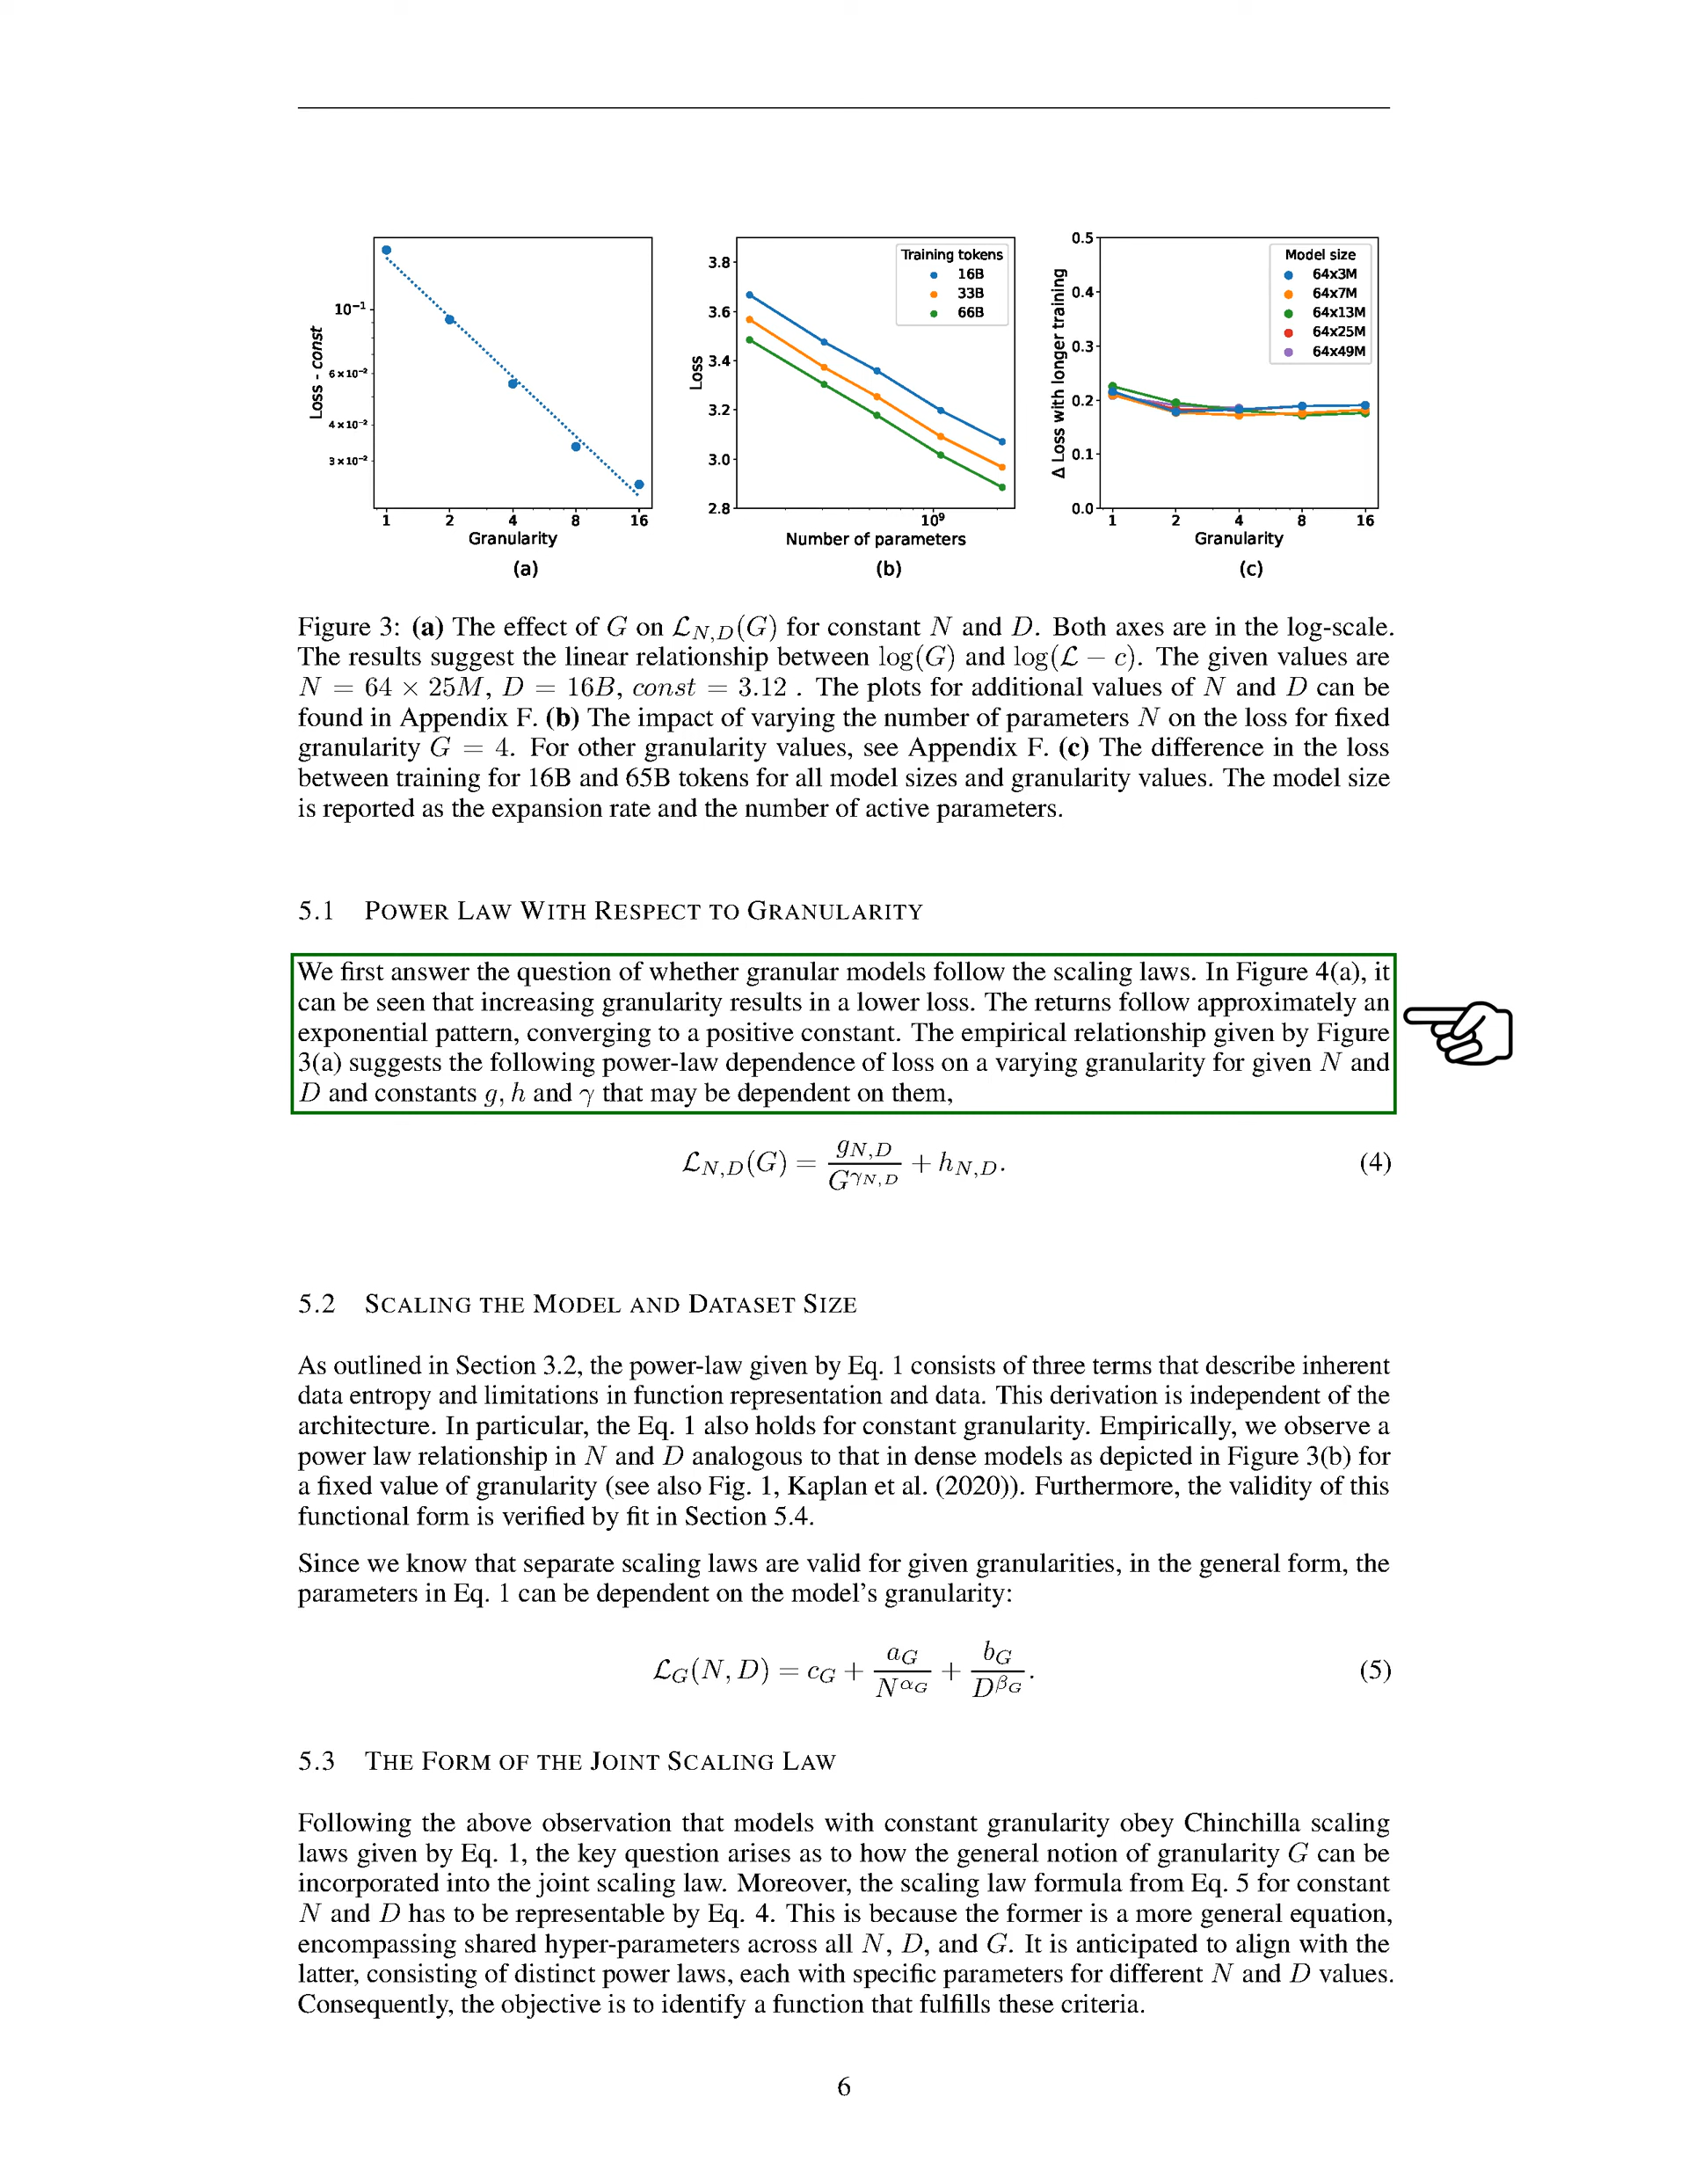 0.5
3.8
Training tokens
16B
33B
66B
Model size
64x3M
64x7M
64x13M
64x25M
64x49M
10⁻¹
6 × 10⁻²
4 × 10⁻²
3 × 10⁻²
Loss - const
3.6
3.4
3.2
3.0
2.8
Loss
0.4
0.3
0.2
0.1
0.0
Δ Loss with longer training
1 2 4 8 16
10⁹
1 2 4 8 16
Granularity
Number of parameters
Granularity
(a)
(b)
(c)
Figure 3: (a) The effect of G on ℒ_{N,D}(G) for constant N and D. Both axes are in the log-scale.
The results suggest the linear relationship between log(G) and log(ℒ − c). The given values are
N = 64 × 25M, D = 16B, const = 3.12 . The plots for additional values of N and D can be
found in Appendix F. (b) The impact of varying the number of parameters N on the loss for fixed
granularity G = 4. For other granularity values, see Appendix F. (c) The difference in the loss
between training for 16B and 65B tokens for all model sizes and granularity values. The model size
is reported as the expansion rate and the number of active parameters.
5.1 POWER LAW WITH RESPECT TO GRANULARITY
We first answer the question of whether granular models follow the scaling laws. In Figure 4(a), it
can be seen that increasing granularity results in a lower loss. The returns follow approximately an
exponential pattern, converging to a positive constant. The empirical relationship given by Figure
3(a) suggests the following power-law dependence of loss on a varying granularity for given N and
D and constants g, h and γ that may be dependent on them,
ℒ_{N,D}(G) = g_{N,D} / G^{γ_{N,D}} + h_{N,D}. (4)
5.2 SCALING THE MODEL AND DATASET SIZE
As outlined in Section 3.2, the power-law given by Eq. 1 consists of three terms that describe inherent
data entropy and limitations in function representation and data. This derivation is independent of the
architecture. In particular, the Eq. 1 also holds for constant granularity. Empirically, we observe a
power law relationship in N and D analogous to that in dense models as depicted in Figure 3(b) for
a fixed value of granularity (see also Fig. 1, Kaplan et al. (2020)). Furthermore, the validity of this
functional form is verified by fit in Section 5.4.
Since we know that separate scaling laws are valid for given granularities, in the general form, the
parameters in Eq. 1 can be dependent on the model's granularity:
ℒ_G(N, D) = c_G + a_G / N^{α_G} + b_G / D^{β_G}. (5)
5.3 THE FORM OF THE JOINT SCALING LAW
Following the above observation that models with constant granularity obey Chinchilla scaling
laws given by Eq. 1, the key question arises as to how the general notion of granularity G can be
incorporated into the joint scaling law. Moreover, the scaling law formula from Eq. 5 for constant
N and D has to be representable by Eq. 4. This is because the former is a more general equation,
encompassing shared hyper-parameters across all N, D, and G. It is anticipated to align with the
latter, consisting of distinct power laws, each with specific parameters for different N and D values.
Consequently, the objective is to identify a function that fulfills these criteria.
6